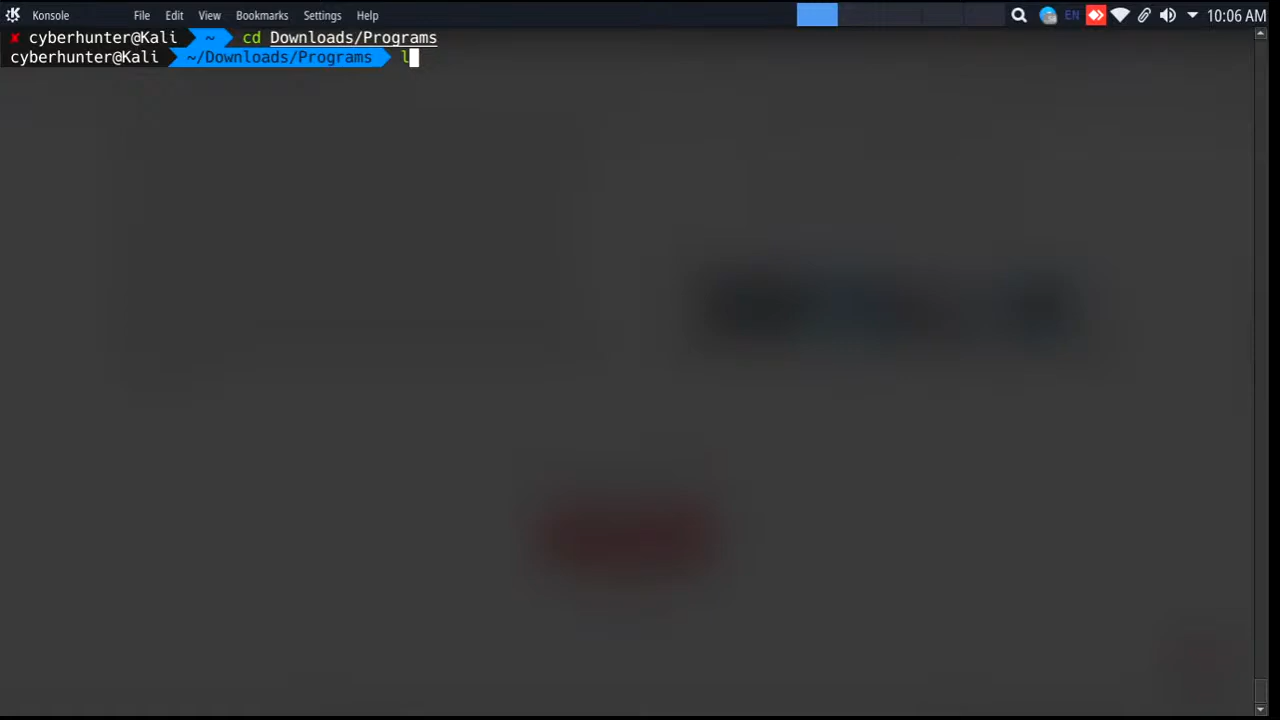 Konsole File Edit View Bookmarks Settings Help EN 10:06 AM
✘ cyberhunter@Kali ~ cd Downloads/Programs
cyberhunter@Kali ~/Downloads/Programs l